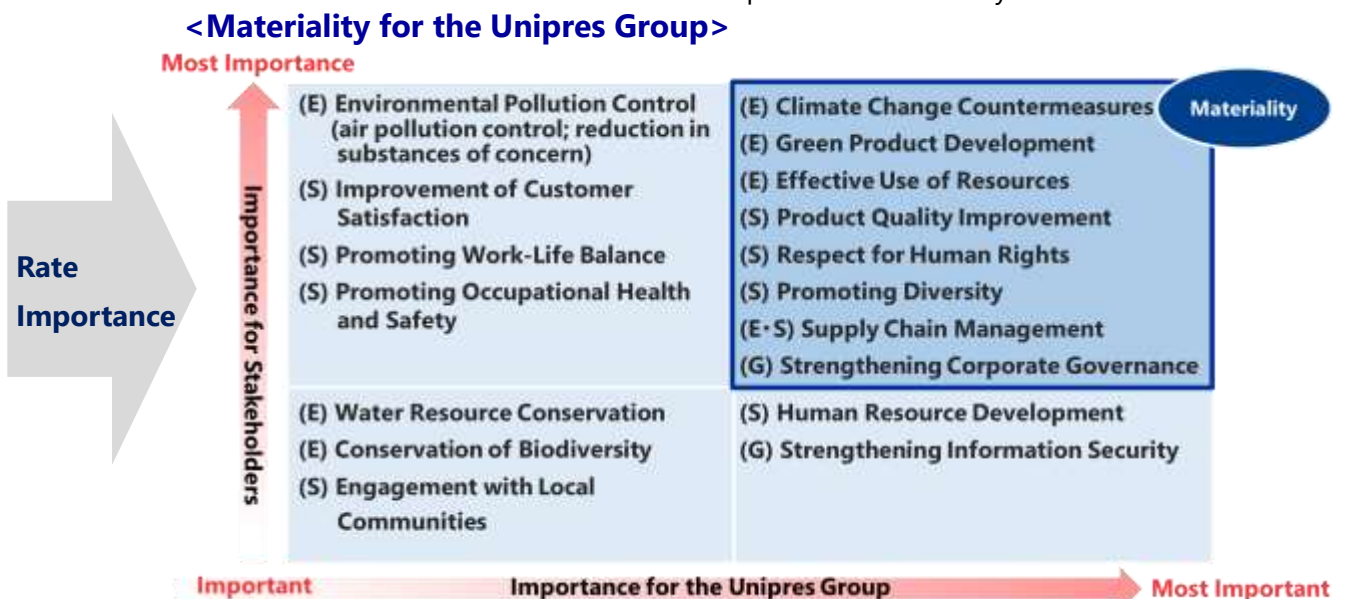 <Materiality for the Unipres Group>
Most Importance
Rate
Importance
Importance for Stakeholders
(E) Environmental Pollution Control
(air pollution control; reduction in
substances of concern)
(S) Improvement of Customer
Satisfaction
(S) Promoting Work-Life Balance
(S) Promoting Occupational Health
and Safety
Materiality
(E) Climate Change Countermeasures
(E) Green Product Development
(E) Effective Use of Resources
(S) Product Quality Improvement
(S) Respect for Human Rights
(S) Promoting Diversity
(E・S) Supply Chain Management
(G) Strengthening Corporate Governance
(E) Water Resource Conservation
(E) Conservation of Biodiversity
(S) Engagement with Local
Communities
(S) Human Resource Development
(G) Strengthening Information Security
Important
Importance for the Unipres Group
Most Important